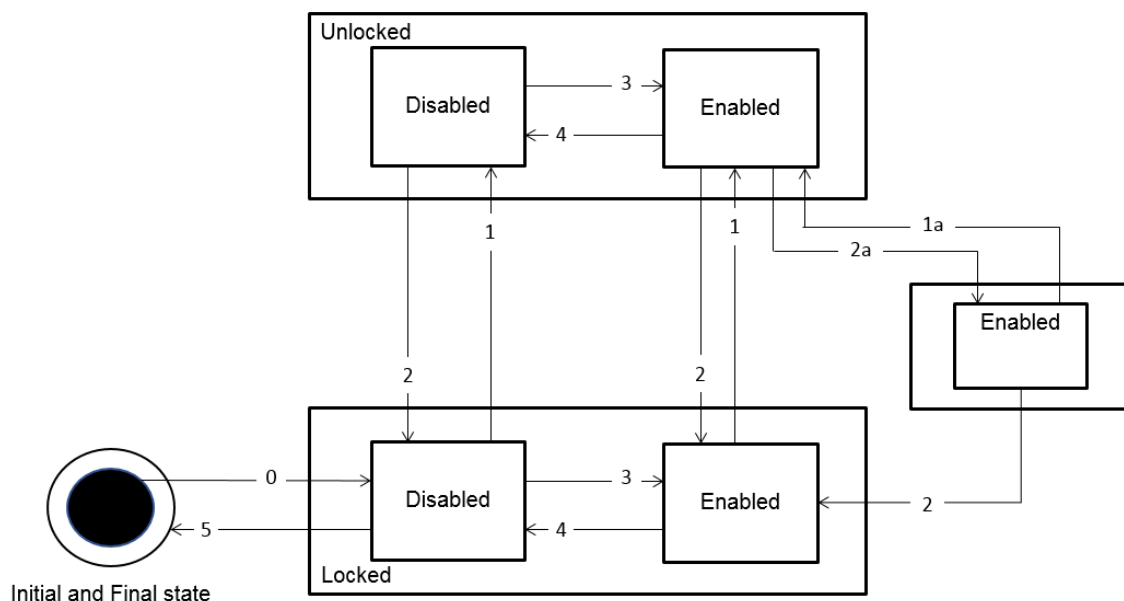 Unlocked
Disabled
3
Enabled
4
1
1
1a
2a
Enabled
2
2
0
Disabled
3
Enabled
2
5
4
Locked
Initial and Final state